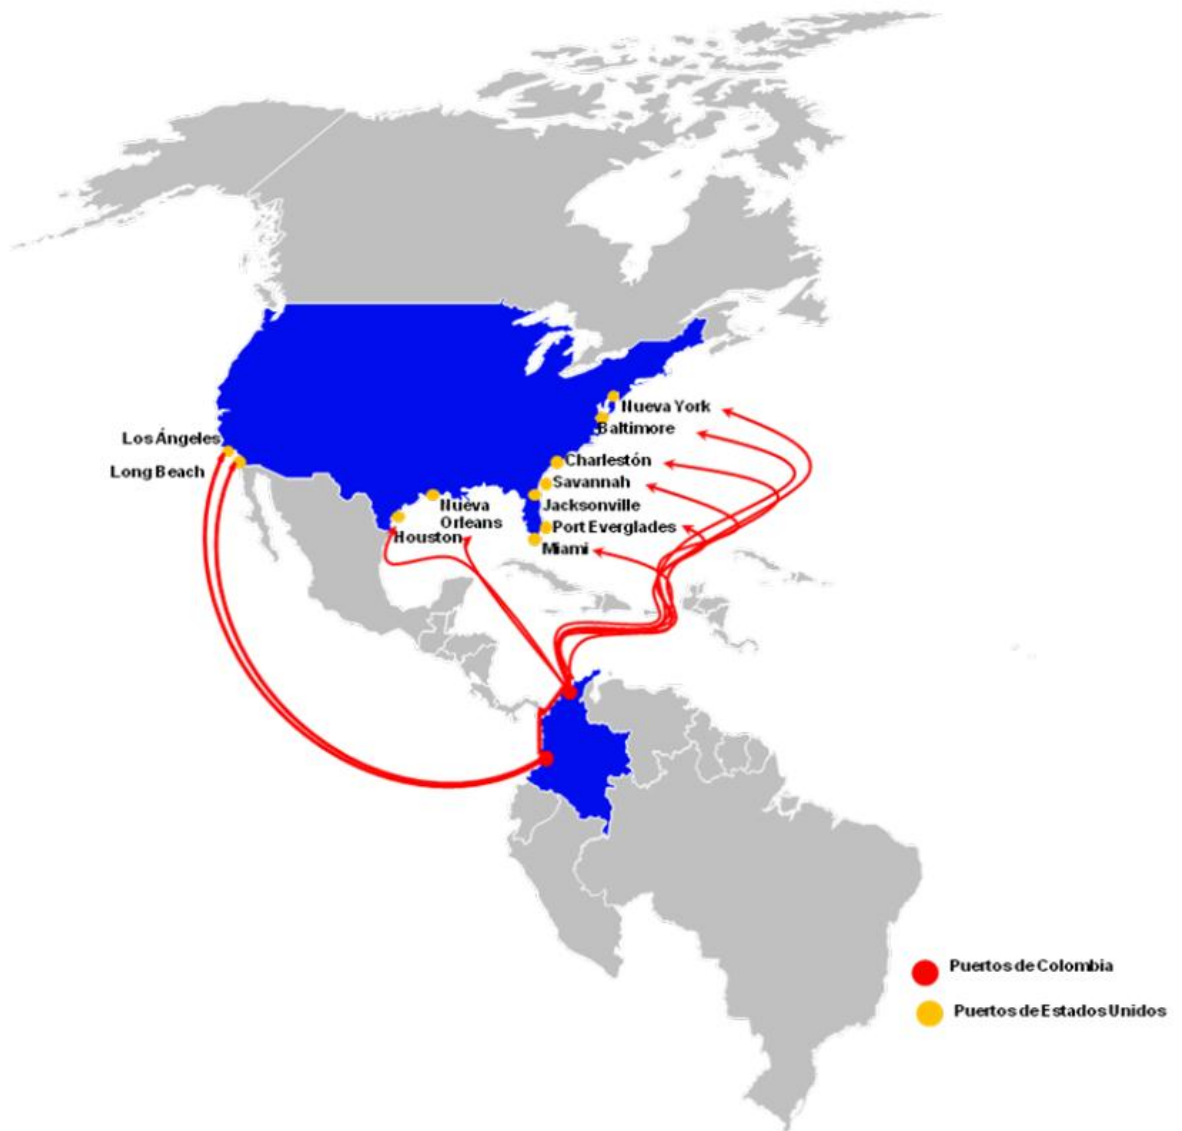 Nueva York
Baltimore
Los Ángeles
Charlestón
Long Beach
Savannah
Nueva
Orleans
Jacksonville
Houston
Port Everglades
Miami
Puertos de Colombia
Puertos de Estados Unidos